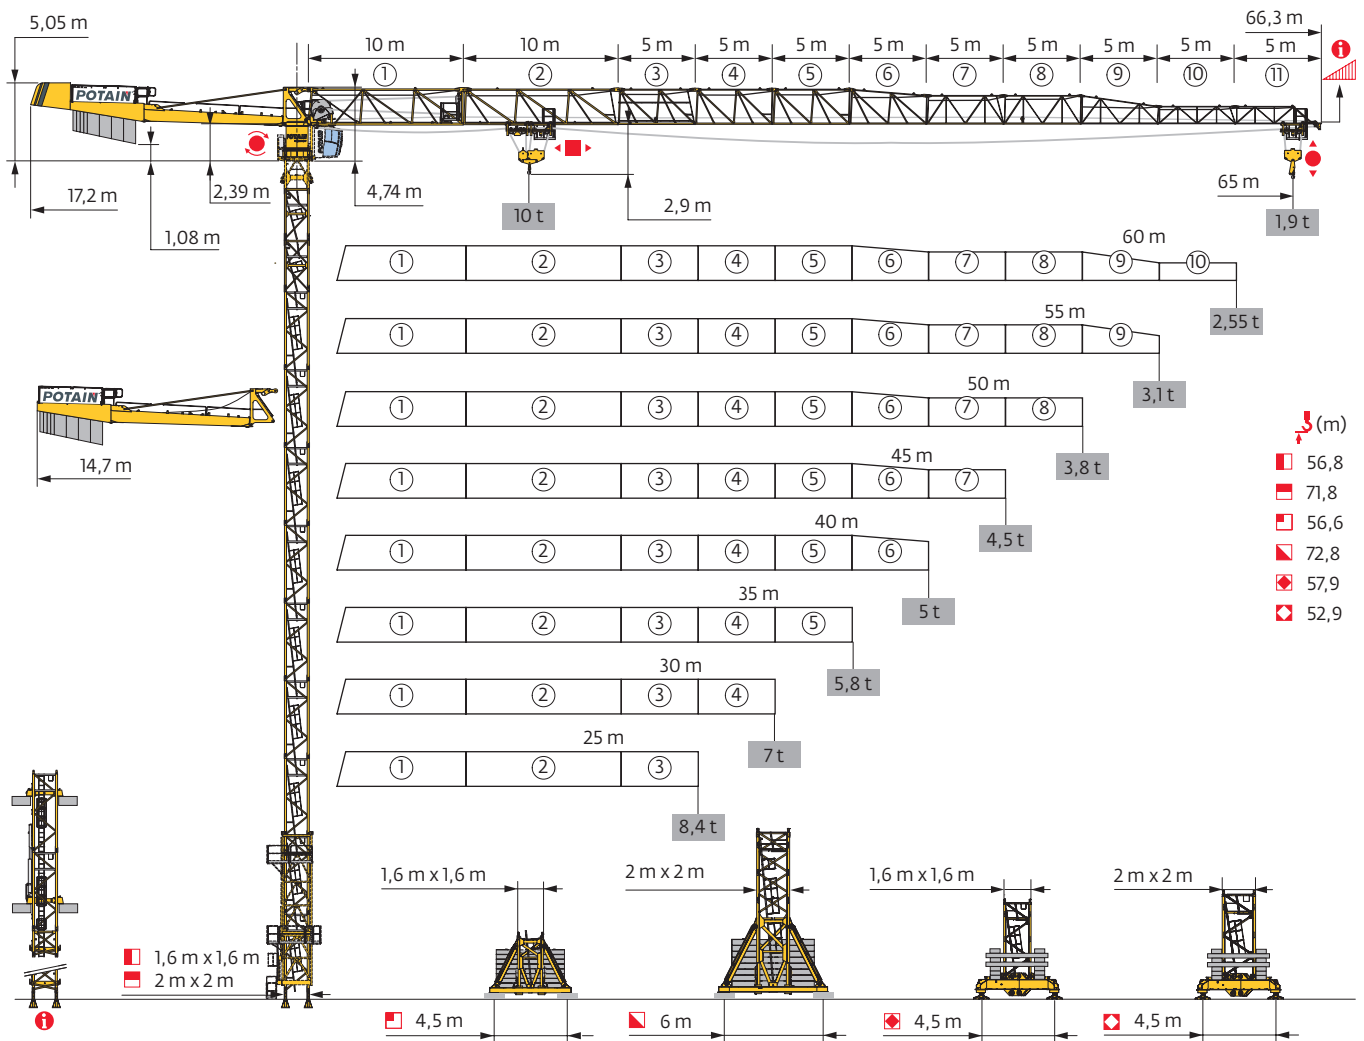 5,05 m
66,3 m
10 m 10 m 5 m 5 m 5 m 5 m 5 m 5 m 5 m 5 m 5 m
1 2 3 4 5 6 7 8 9 10 11
i
POTAIN
17,2 m
1,08 m
2,39 m
4,74 m
10 t
2,9 m
65 m
1,9 t
60 m
1 2 3 4 5 6 7 8 9 10
2,55 t
55 m
1 2 3 4 5 6 7 8 9
3,1 t
POTAIN
14,7 m
50 m
1 2 3 4 5 6 7 8
3,8 t
45 m
1 2 3 4 5 6 7
4,5 t
40 m
1 2 3 4 5 6
5 t
35 m
1 2 3 4 5
5,8 t
30 m
1 2 3 4
7 t
25 m
1 2 3
8,4 t
(m)
56,8
71,8
56,6
72,8
57,9
52,9
1,6 m x 1,6 m
2 m x 2 m
i
1,6 m x 1,6 m
4,5 m
2 m x 2 m
6 m
1,6 m x 1,6 m
4,5 m
2 m x 2 m
4,5 m